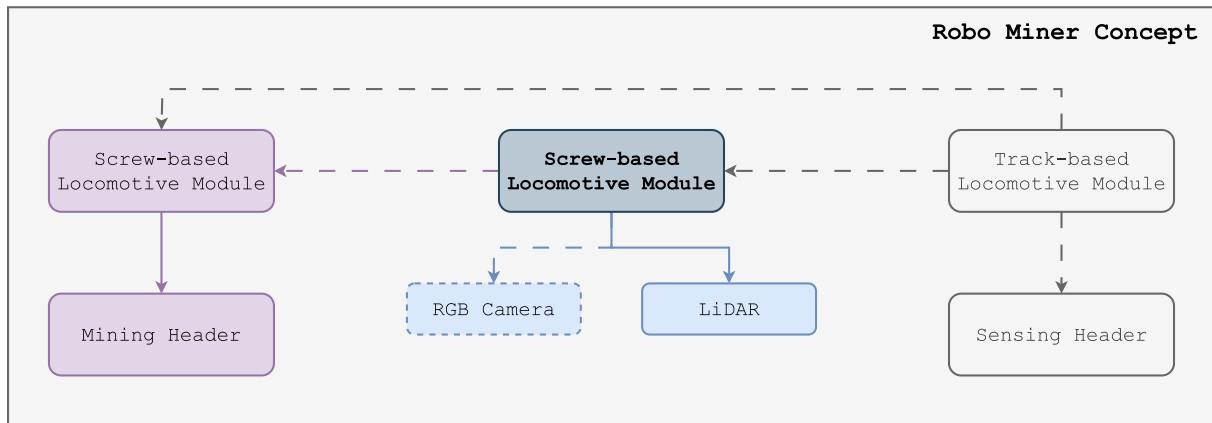 Robo Miner Concept
Screw-based
Locomotive Module
Screw-based
Locomotive Module
Track-based
Locomotive Module
RGB Camera
LiDAR
Mining Header
Sensing Header